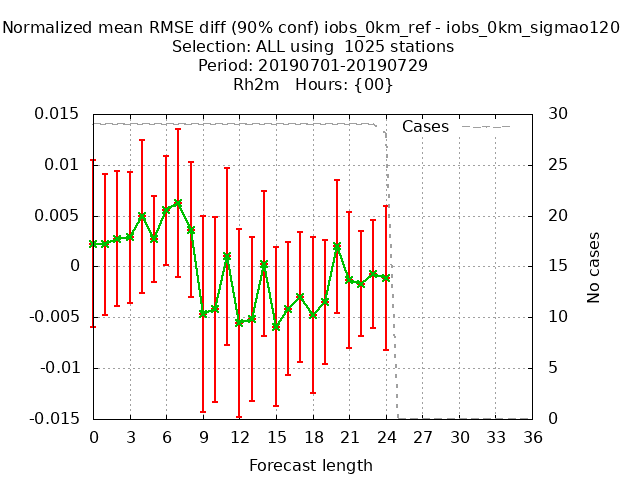 Normalized mean RMSE diff (90% conf) iobs_0km_ref - iobs_0km_sigmao120
Selection: ALL using  1025 stations
Period: 20190701-20190729
Rh2m   Hours: {00}
Cases
0.015
0.01
0.005
0
-0.005
-0.01
-0.015
30
25
20
15
10
5
0
No cases
0 3 6 9 12 15 18 21 24 27 30 33 36
Forecast length